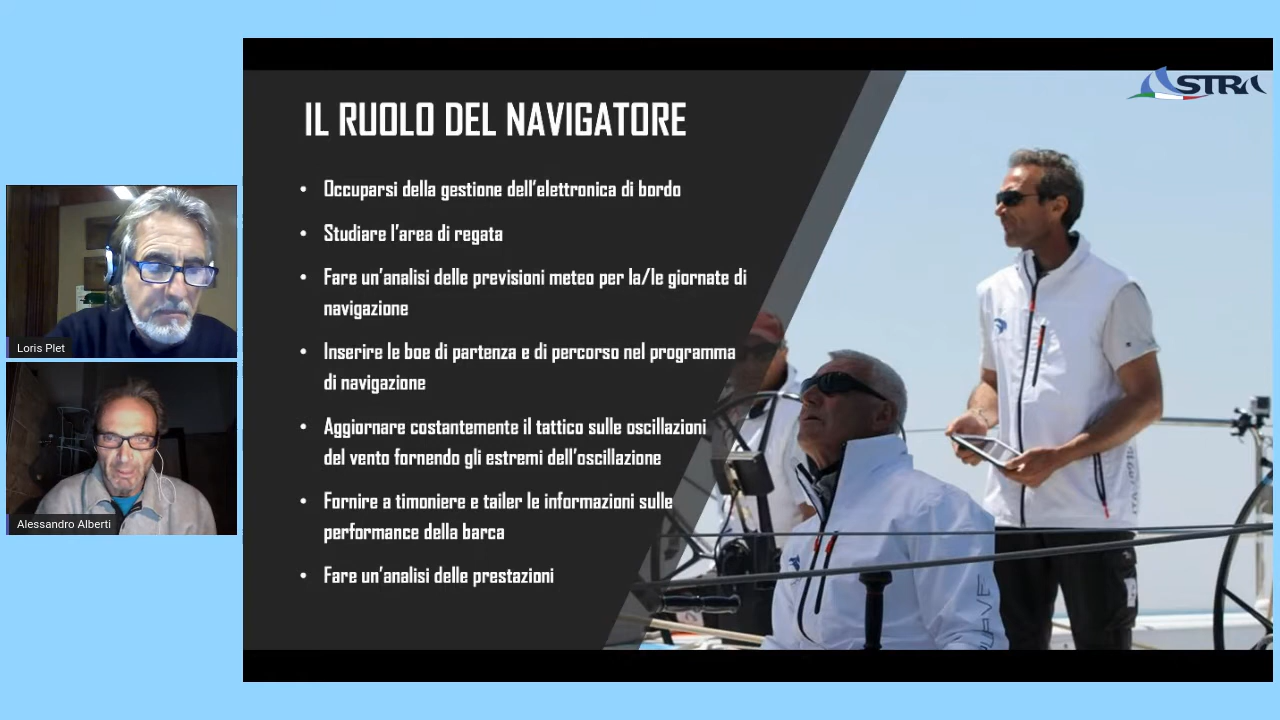 STRA
IL RUOLO DEL NAVIGATORE
• Occuparsi della gestione dell'elettronica di bordo
• Studiare l'area di regata
• Fare un'analisi delle previsioni meteo per la/le giornate di
navigazione
• Inserire le boe di partenza e di percorso nel programma
di navigazione
• Aggiornare costantemente il tattico sulle oscillazioni
del vento fornendo gli estremi dell'oscillazione
• Fornire a timoniere e tailer le informazioni sulle
performance della barca
• Fare un'analisi delle prestazioni
Loris Plet
Alessandro Alberti